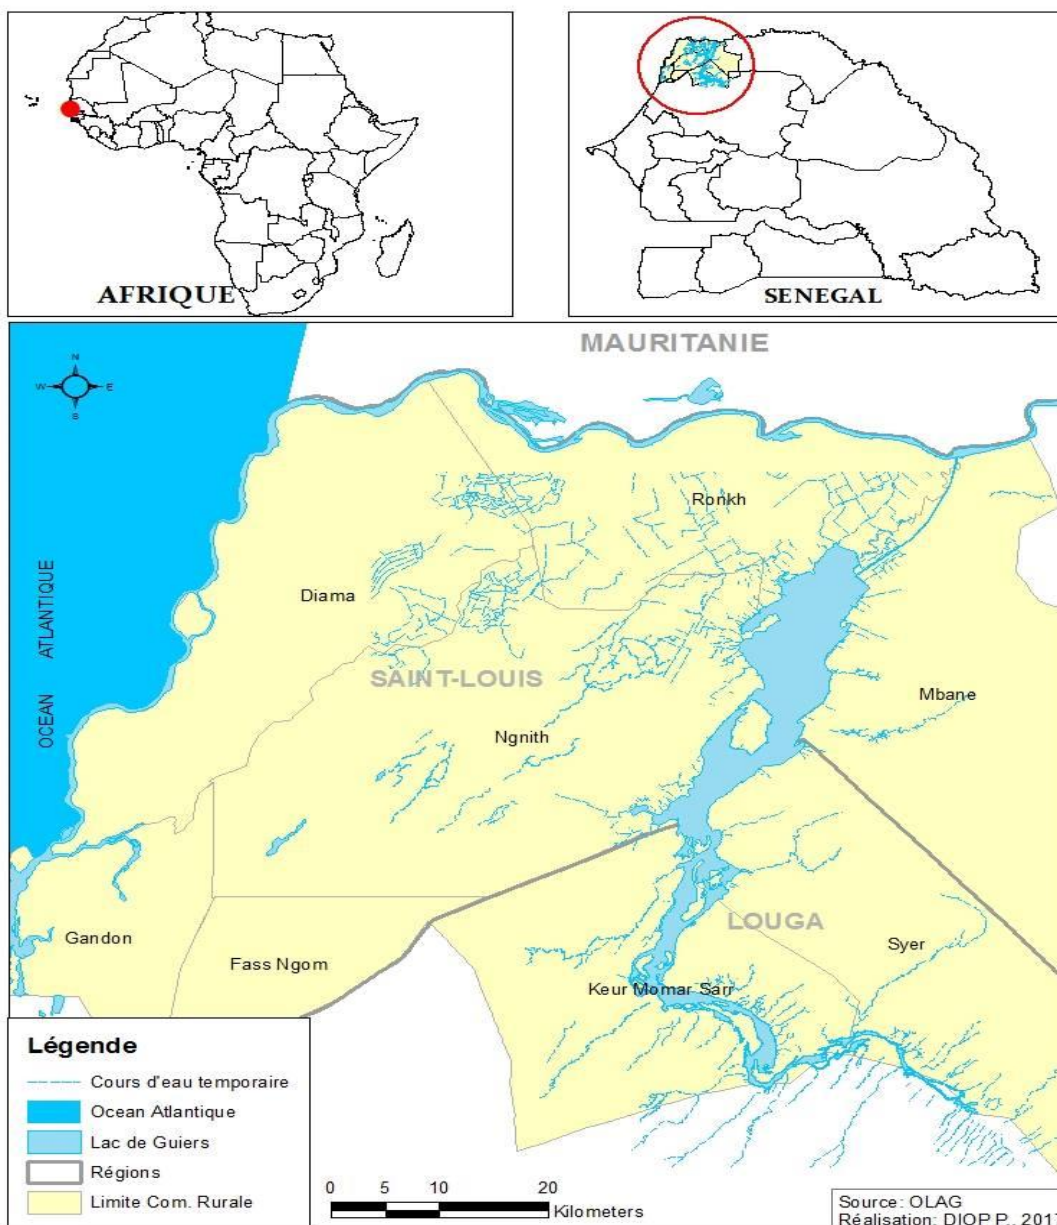 AFRIQUE
SENEGAL
MAURITANIE
N
W E
S
OCEAN ATLANTIQUE
Ronkh
Diama
SAINT-LOUIS
Mbane
Ngnith
LOUGA
Gandon
Syer
Fass Ngom
Keur Momar Sarr
Légende
Cours d'eau temporaire
Ocean Atlantique
Lac de Guiers
Régions
Limite Com. Rurale
0 5 10 20
Kilometers
Source: OLAG
Réalisation: DIOP P., 2017